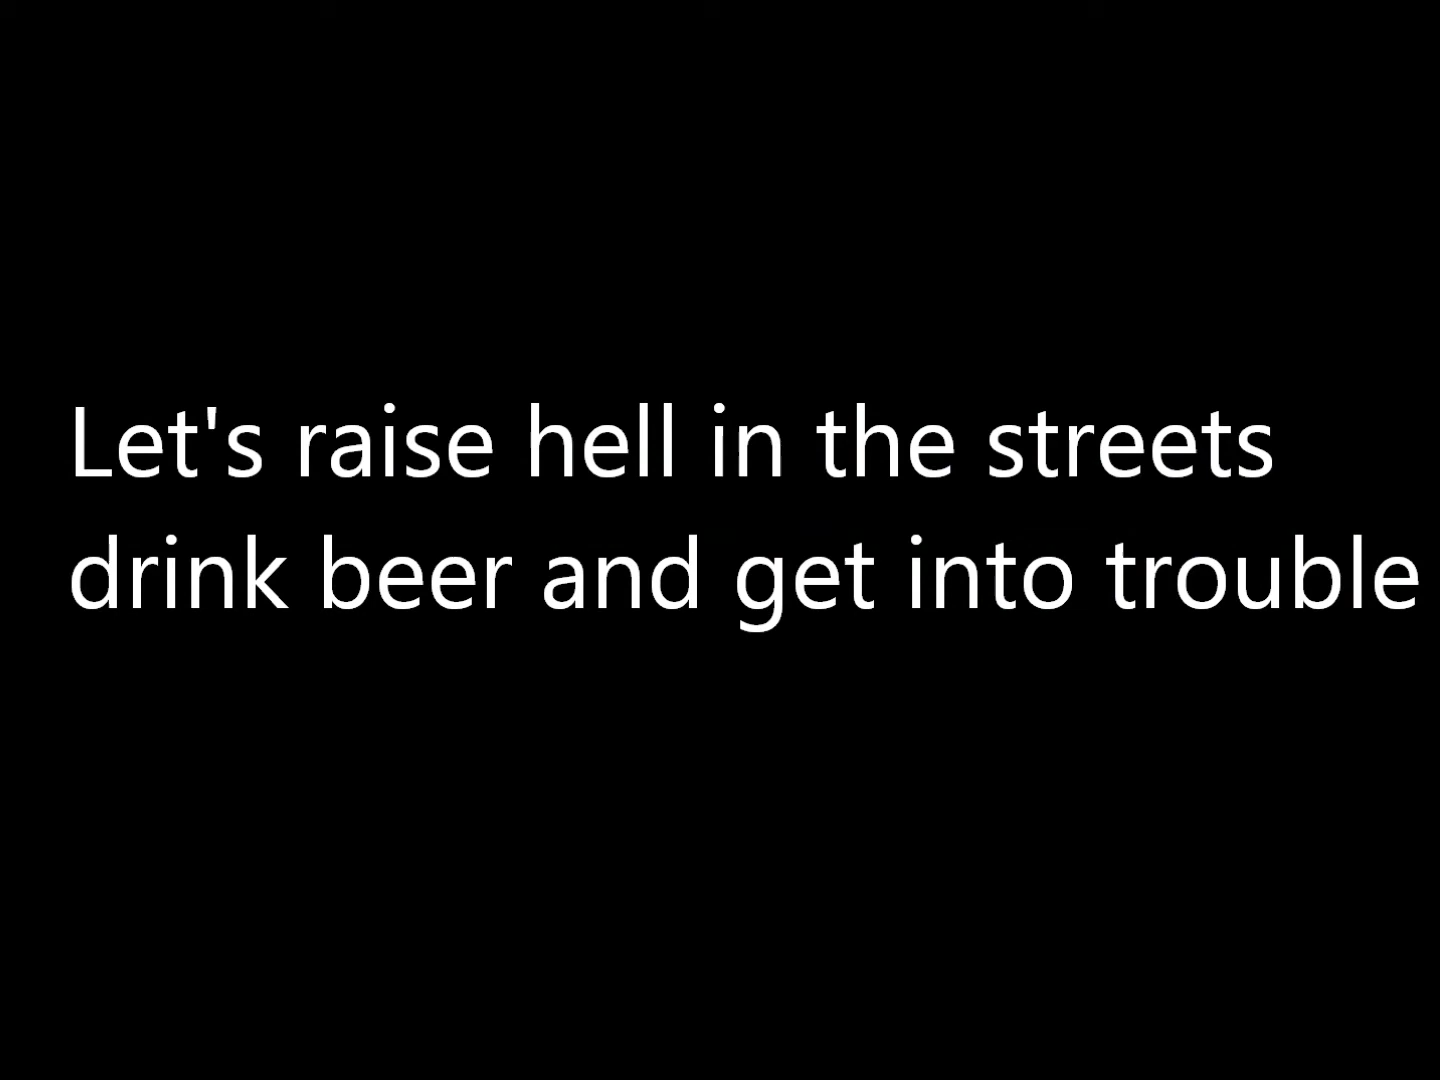 Let's raise hell in the streets
drink beer and get into trouble